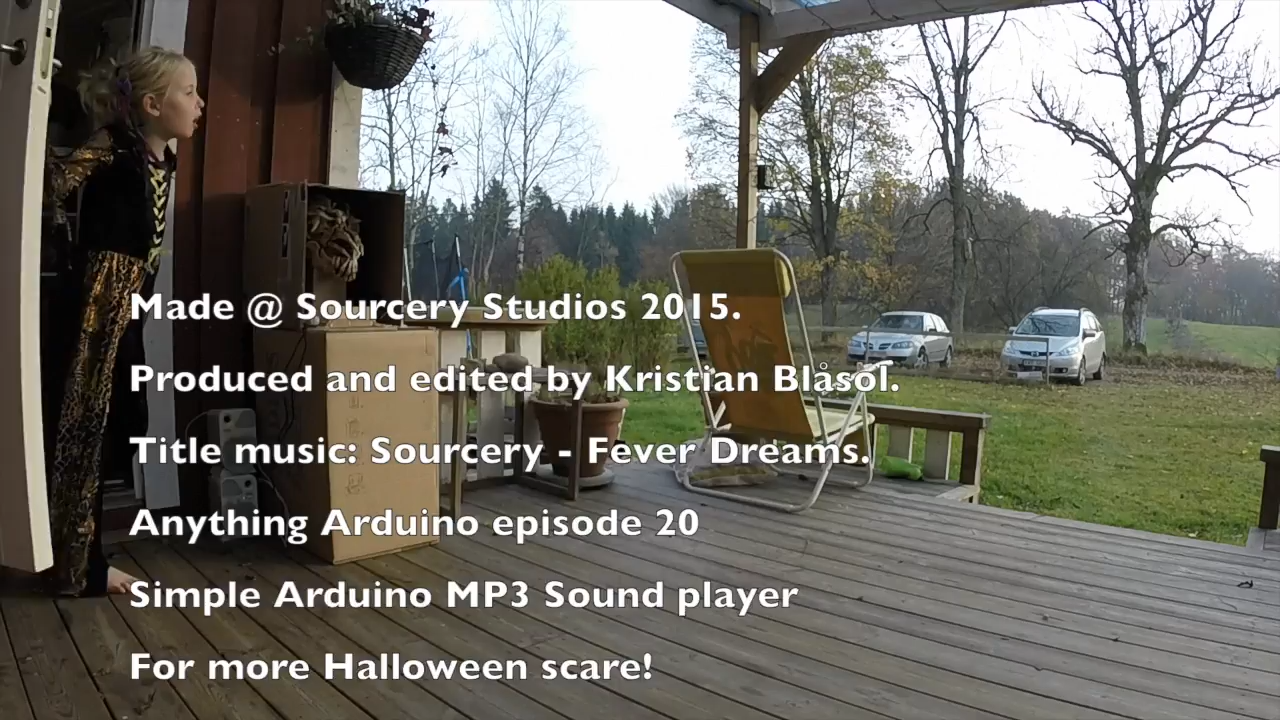 Made @ Sourcery Studios 2015.
Produced and edited by Kristian Blåsol.
Title music: Sourcery - Fever Dreams.
Anything Arduino episode 20
Simple Arduino MP3 Sound player
For more Halloween scare!